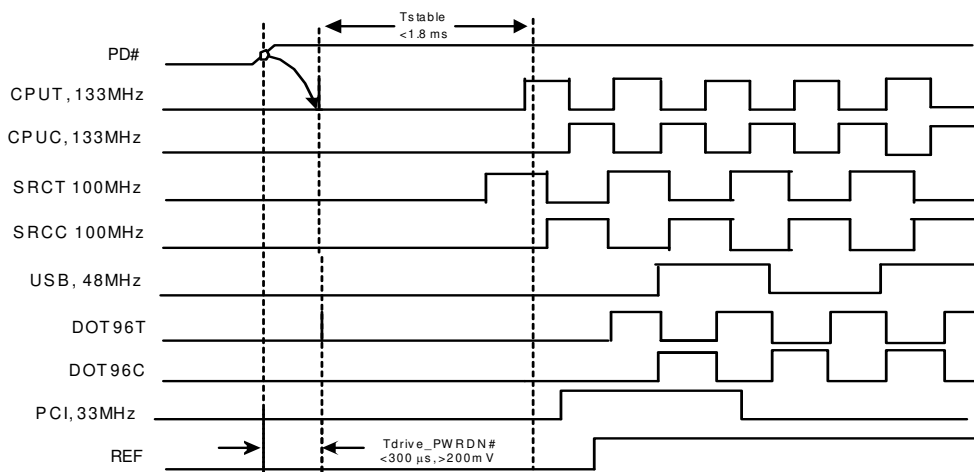 Tstable
<1.8 ms
PD#
CPUT, 133MHz
CPUC, 133MHz
SRCT 100MHz
SRCC 100MHz
USB, 48MHz
DOT96T
DOT96C
PCI, 33MHz
Tdrive_PWRDN#
<300 μs, >200mV
REF